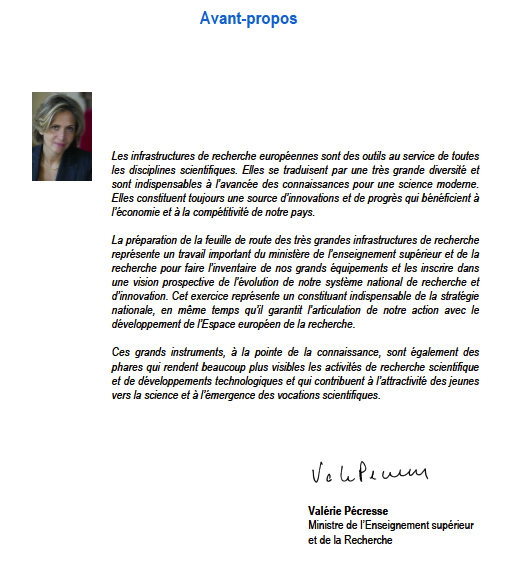 Avant-propos
Les infrastructures de recherche européennes sont des outils au service de toutes
les disciplines scientifiques. Elles se traduisent par une très grande diversité et
sont indispensables à l'avancée des connaissances pour une science moderne.
Elles constituent toujours une source d'innovations et de progrès qui bénéficient à
l'économie et à la compétitivité de notre pays.
La préparation de la feuille de route des très grandes infrastructures de recherche
représente un travail important du ministère de l'enseignement supérieur et de la
recherche pour faire l'inventaire de nos grands équipements et les inscrire dans
une vision prospective de l'évolution de notre système national de recherche et
d'innovation. Cet exercice représente un constituant indispensable de la stratégie
nationale, en même temps qu'il garantit l'articulation de notre action avec le
développement de l'Espace européen de la recherche.
Ces grands instruments, à la pointe de la connaissance, sont également des
phares qui rendent beaucoup plus visibles les activités de recherche scientifique
et de développements technologiques et qui contribuent à l'attractivité des jeunes
vers la science et à l'émergence des vocations scientifiques.
Valérie Pécresse
Ministre de l'Enseignement supérieur
et de la Recherche